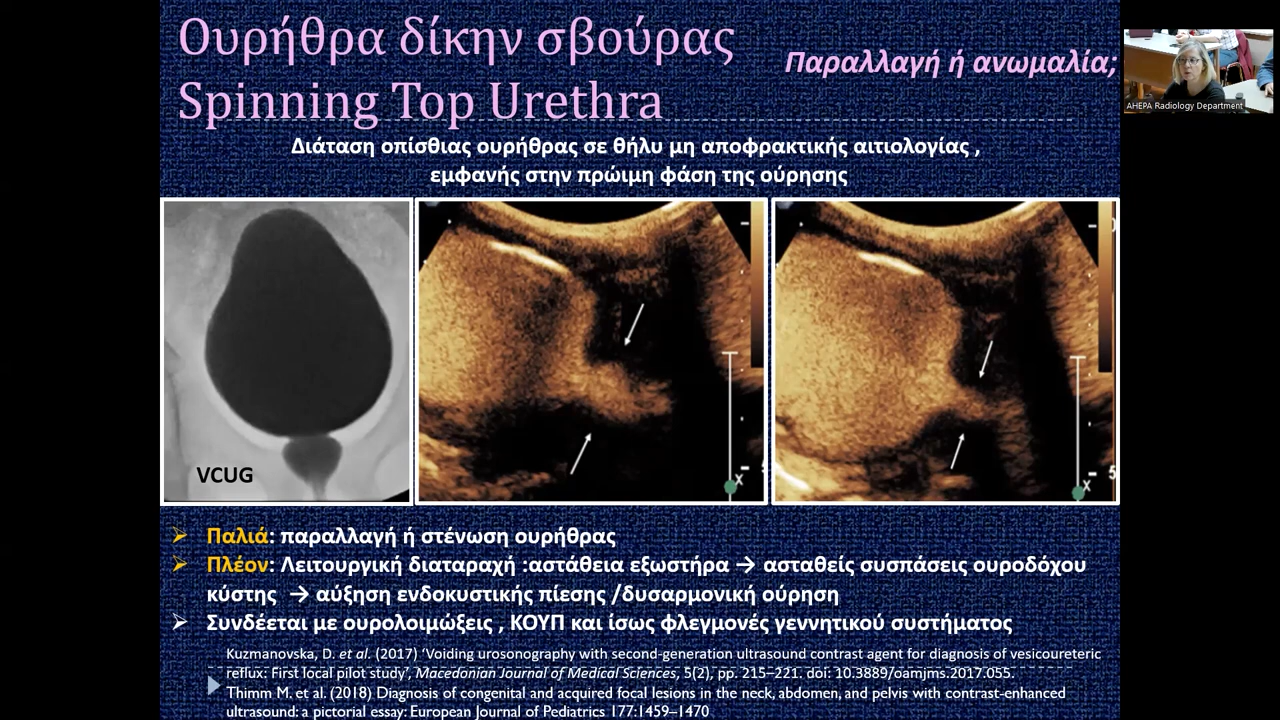 Ουρήθρα δίκην σβούρας
Spinning Top Urethra
Παραλλαγή ή ανωμαλία;
AHEPA Radiology Department
Διάταση οπίσθιας ουρήθρας σε θήλυ μη αποφρακτικής αιτιολογίας ,
εμφανής στην πρώιμη φάση της ούρησης
VCUG
x
x
5
➢ Παλιά: παραλλαγή ή στένωση ουρήθρας
➢ Πλέον: Λειτουργική διαταραχή :αστάθεια εξωστήρα → ασταθείς συσπάσεις ουροδόχου
κύστης → αύξηση ενδοκυστικής πίεσης /δυσαρμονική ούρηση
➢ Συνδέεται με ουρολοιμώξεις , ΚΟΥΠ και ίσως φλεγμονές γεννητικού συστήματος
Kuzmanovska, D. et al. (2017) ‘Voiding urosonography with second-generation ultrasound contrast agent for diagnosis of vesicoureteric
reflux: First local pilot study’, Macedonian Journal of Medical Sciences, 5(2), pp. 215–221. doi: 10.3889/oamjms.2017.055.
Thimm M. et al. (2018) Diagnosis of congenital and acquired focal lesions in the neck, abdomen, and pelvis with contrast-enhanced
ultrasound: a pictorial essay: European Journal of Pediatrics 177:1459–1470